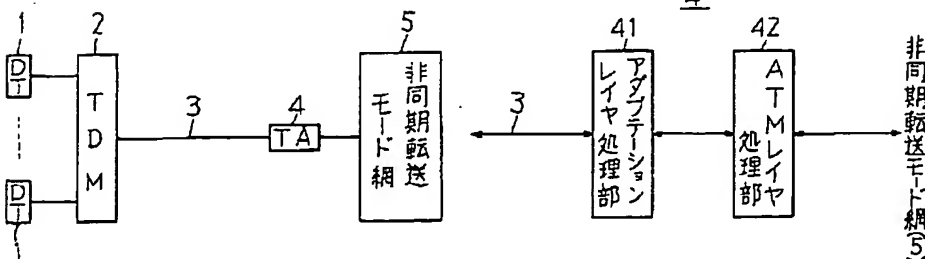 1
2
5
4
41
42
DT
TDM
3
4
TA
非同期転送
モード網
3
アダプテーション
レイヤ処理部
ATMレイヤ
処理部
非同期転送モード網(5)
DT